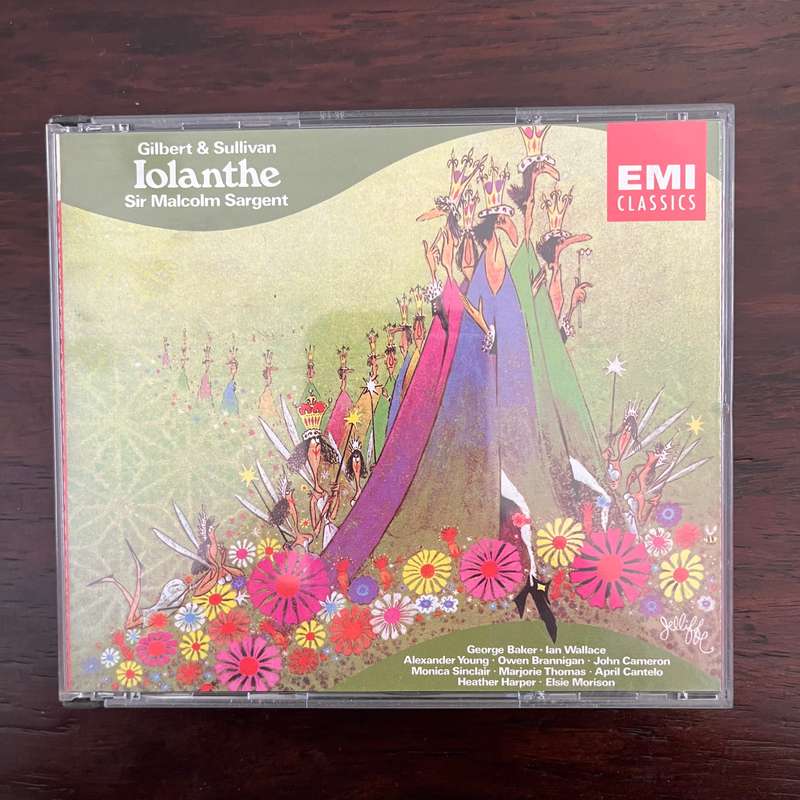 Gilbert & Sullivan
Iolanthe
Sir Malcolm Sargent
EMI
CLASSICS
Jelliffe
George Baker · Ian Wallace
Alexander Young · Owen Brannigan · John Cameron
Monica Sinclair · Marjorie Thomas · April Cantelo
Heather Harper · Elsie Morison